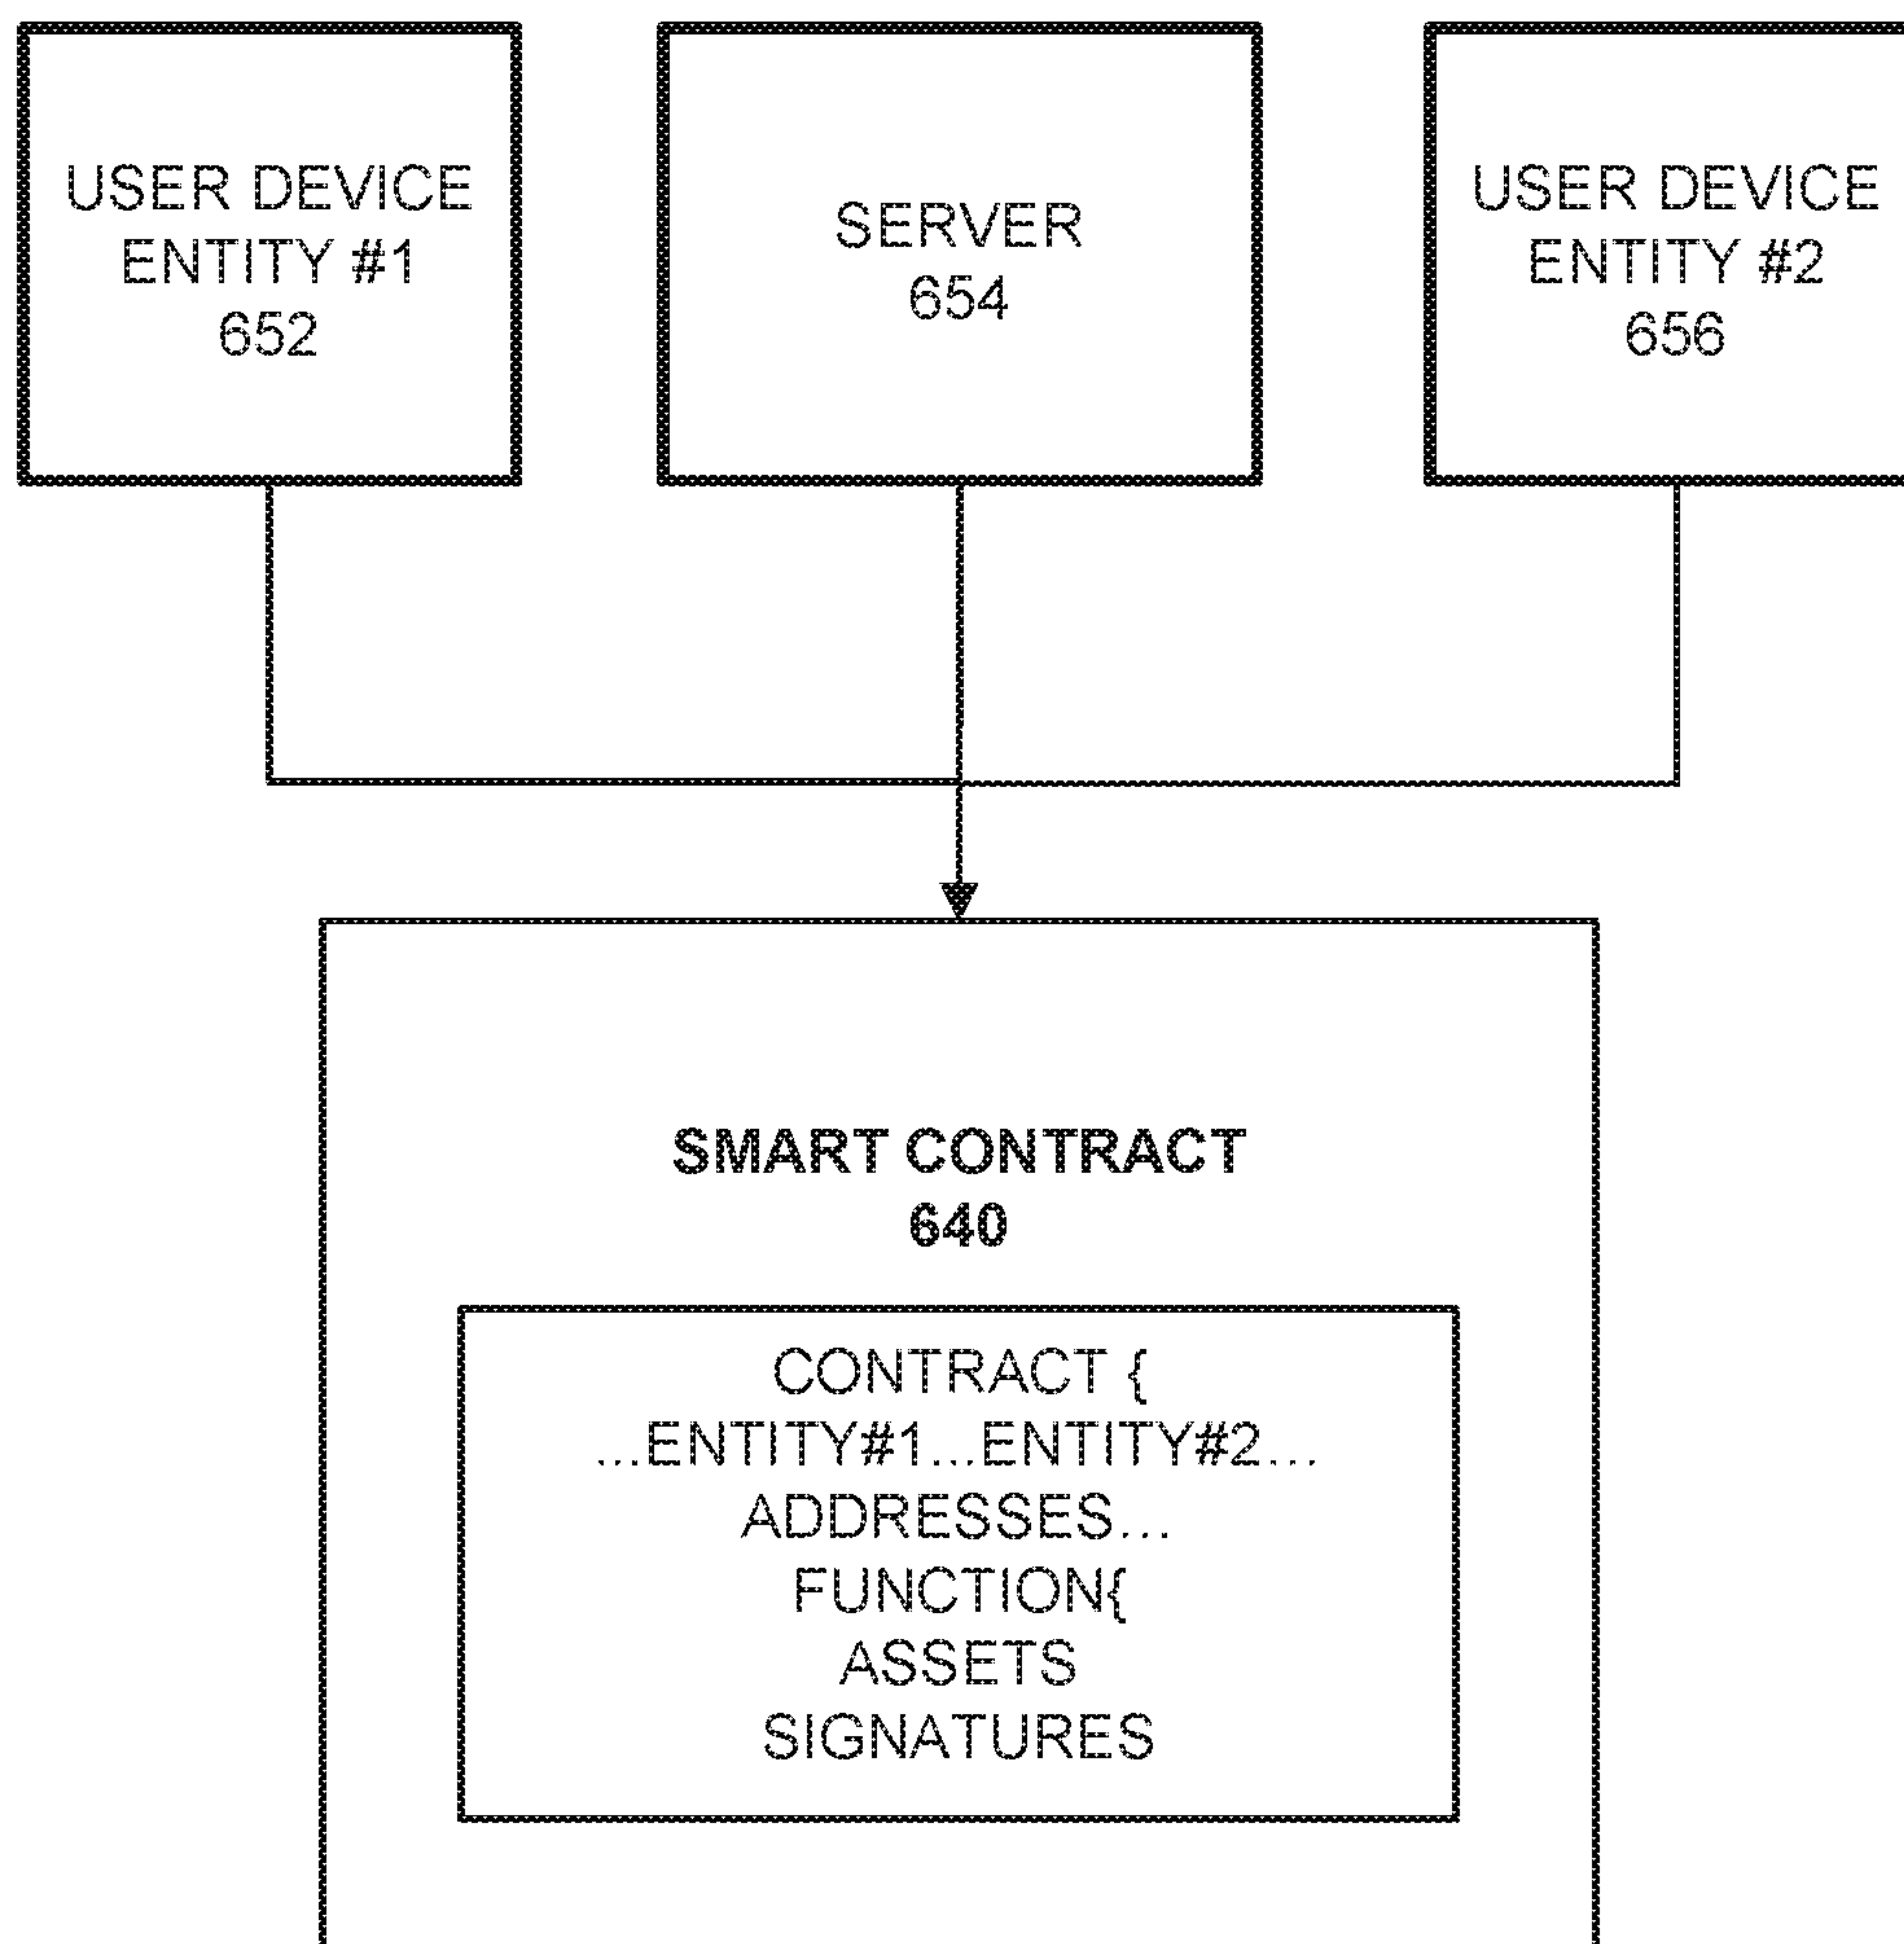 USER DEVICE
ENTITY #1
652
SERVER
654
USER DEVICE
ENTITY #2
656
SMART CONTRACT
640
CONTRACT {
...ENTITY#1...ENTITY#2...
ADDRESSES...
FUNCTION{
ASSETS
SIGNATURES